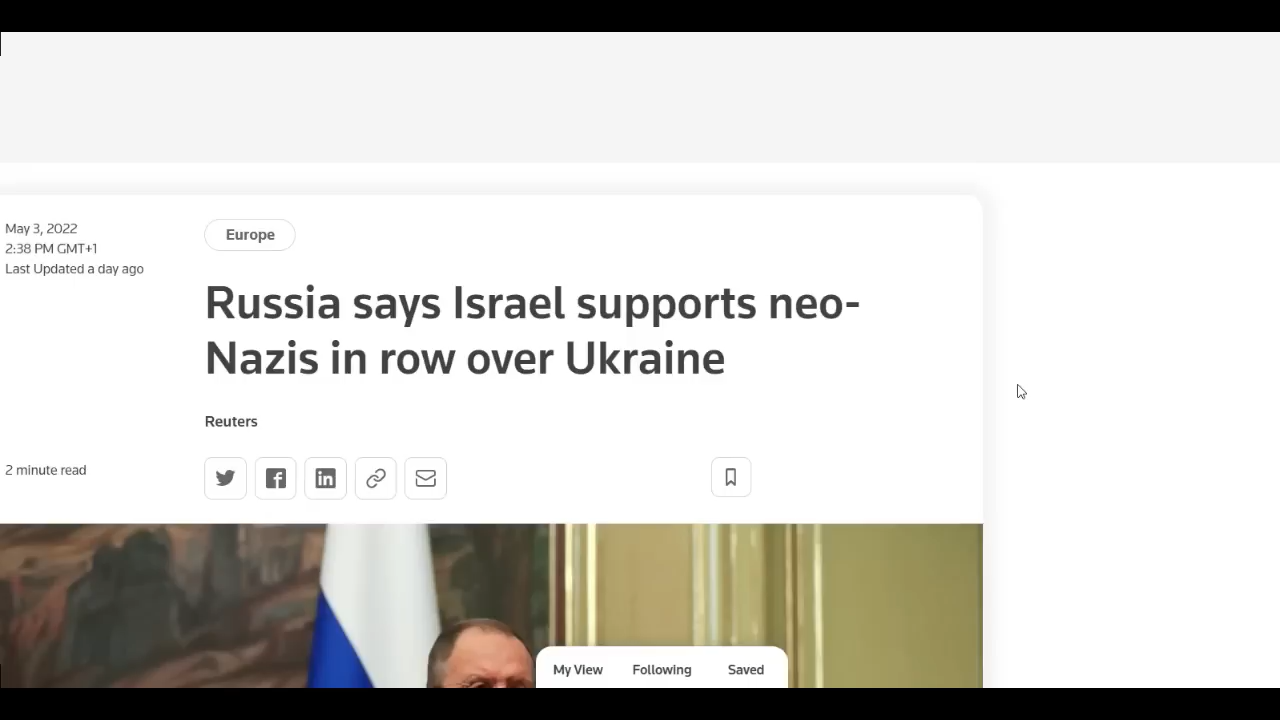 May 3, 2022
2:38 PM GMT+1
Last Updated a day ago
Europe
Russia says Israel supports neo-
Nazis in row over Ukraine
Reuters
2 minute read
My View Following Saved